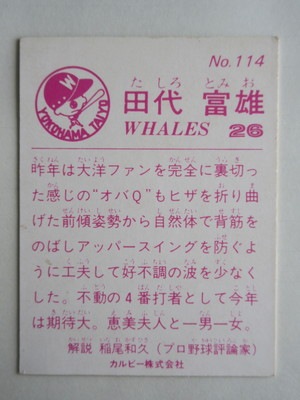 No.114
W
YOKOHAMA TAIYO
たしろ とみお
田代 富雄
WHALES 26
昨年は大洋ファンを完全に裏切っ
た感じの“オバQ”もヒザを折り曲
げた前傾姿勢から自然体で背筋を
のばしアッパースイングを防ぐよ
うに工夫して好不調の波を少なく
した。不動の4番打者として今年
は期待大。恵美夫人と一男一女。
解説 稲尾和久(プロ野球評論家)
カルビー株式会社